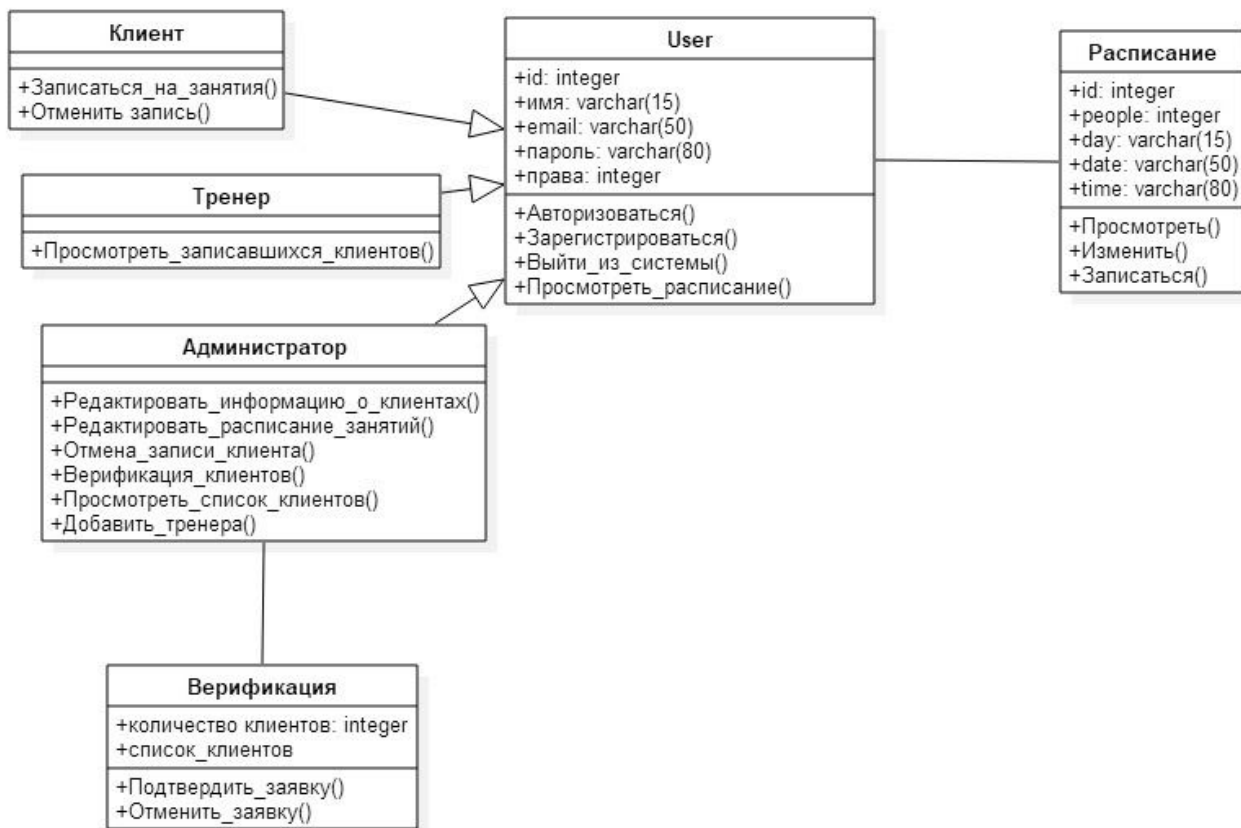 Клиент
+Записаться_на_занятия()
+Отменить запись()
User
+id: integer
+имя: varchar(15)
+email: varchar(50)
+пароль: varchar(80)
+права: integer
+Авторизоваться()
+Зарегистрироваться()
+Выйти_из_системы()
+Просмотреть_расписание()
Расписание
+id: integer
+people: integer
+day: varchar(15)
+date: varchar(50)
+time: varchar(80)
+Просмотреть()
+Изменить()
+Записаться()
Тренер
+Просмотреть_записавшихся_клиентов()
Администратор
+Редактировать_информацию_о_клиентах()
+Редактировать_расписание_занятий()
+Отмена_записи_клиента()
+Верификация_клиентов()
+Просмотреть_список_клиентов()
+Добавить_тренера()
Верификация
+количество клиентов: integer
+список_клиентов
+Подтвердить_заявку()
+Отменить_заявку()